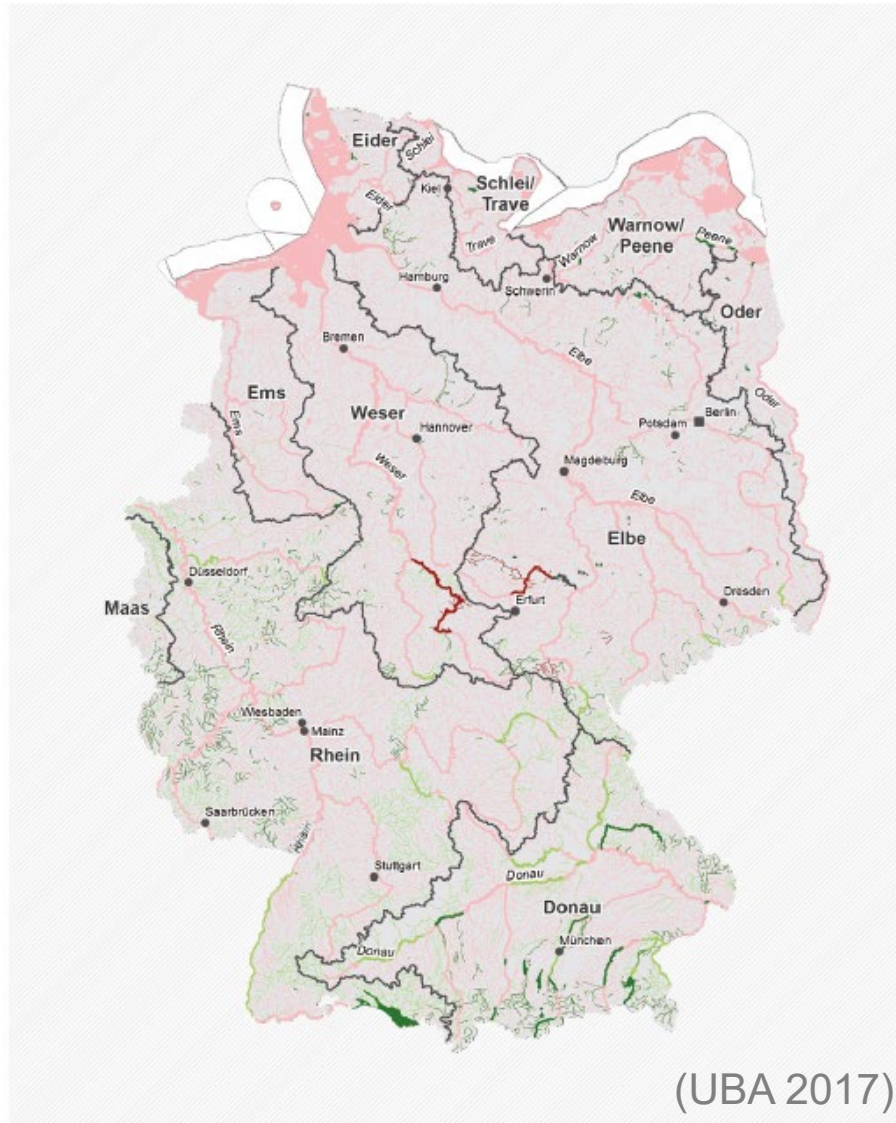 Eider
Schlei
Kiel
Schlei/
Trave
Eider
Trave
Warnow
Warnow/
Peene
Peene
Hamburg
Schwerin
Oder
Bremen
Elbe
Ems
Ems
Weser
Hannover
Weser
Potsdam
Berlin
Oder
Magdeburg
Elbe
Elbe
Düsseldorf
Maas
Rhein
Erfurt
Dresden
Wiesbaden
Mainz
Rhein
Saarbrücken
Rhein
Stuttgart
Donau
Donau
München
Donau
(UBA 2017)